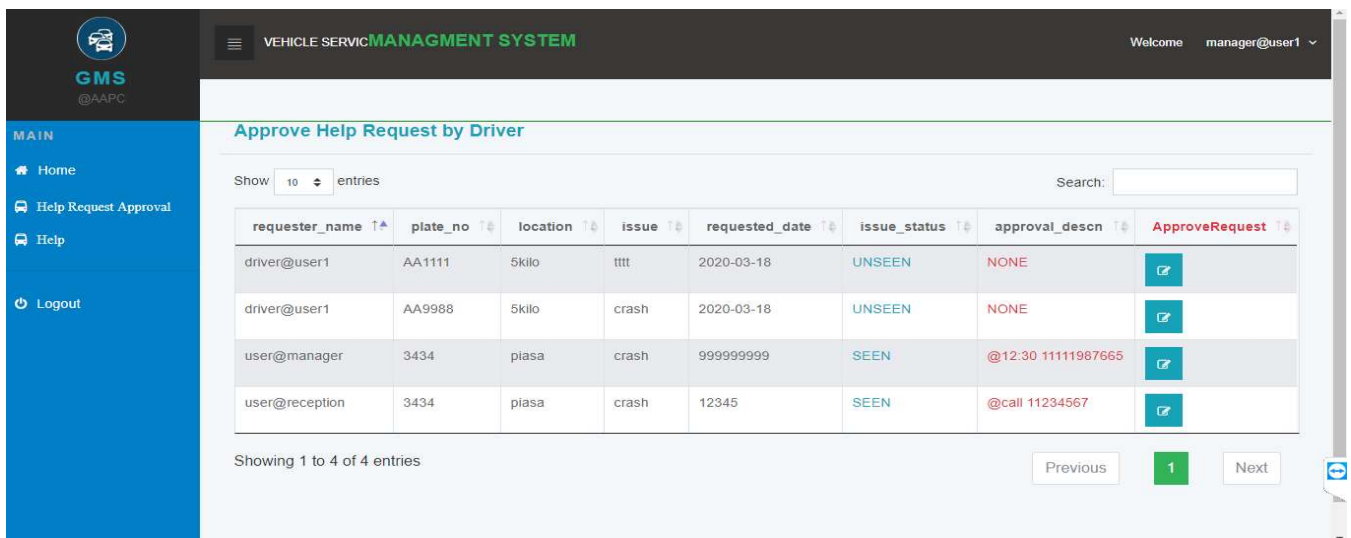 VEHICLE SERVICMANAGMENT SYSTEM
Welcome manager@user1
GMS
@AAPC
MAIN
Home
Help Request Approval
Help
Logout
Approve Help Request by Driver
Show 10 entries
Search:
requester_name plate_no location issue requested_date issue_status approval_descn ApproveRequest
driver@user1 AA1111 5kilo tttt 2020-03-18 UNSEEN NONE
driver@user1 AA9988 5kilo crash 2020-03-18 UNSEEN NONE
user@manager 3434 piasa crash 999999999 SEEN @12:30 11111987665
user@reception 3434 piasa crash 12345 SEEN @call 11234567
Showing 1 to 4 of 4 entries
Previous 1 Next